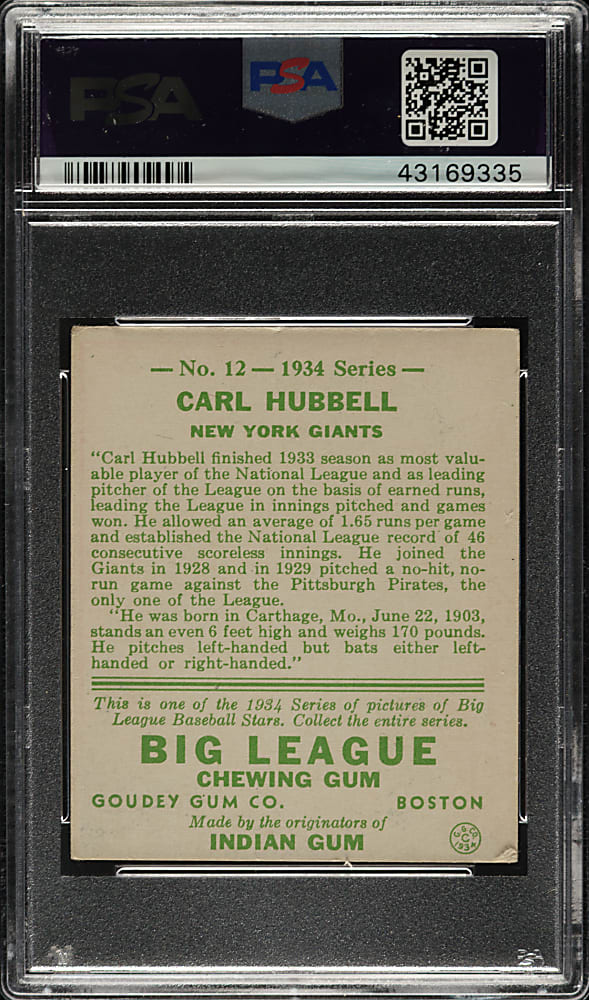 PSA PSA
43169335
— No. 12 — 1934 Series —
CARL HUBBELL
NEW YORK GIANTS
"Carl Hubbell finished 1933 season as most valu-
able player of the National League and as leading
pitcher of the League on the basis of earned runs,
leading the League in innings pitched and games
won. He allowed an average of 1.65 runs per game
and established the National League record of 46
consecutive scoreless innings. He joined the
Giants in 1928 and in 1929 pitched a no-hit, no-
run game against the Pittsburgh Pirates, the
only one of the League.
"He was born in Carthage, Mo., June 22, 1903,
stands an even 6 feet high and weighs 170 pounds.
He pitches left-handed but bats either left-
handed or right-handed."
This is one of the 1934 Series of pictures of Big
League Baseball Stars. Collect the entire series.
BIG LEAGUE
CHEWING GUM
GOUDEY GUM CO. BOSTON
Made by the originators of
INDIAN GUM
G.G.CO.
C
1934